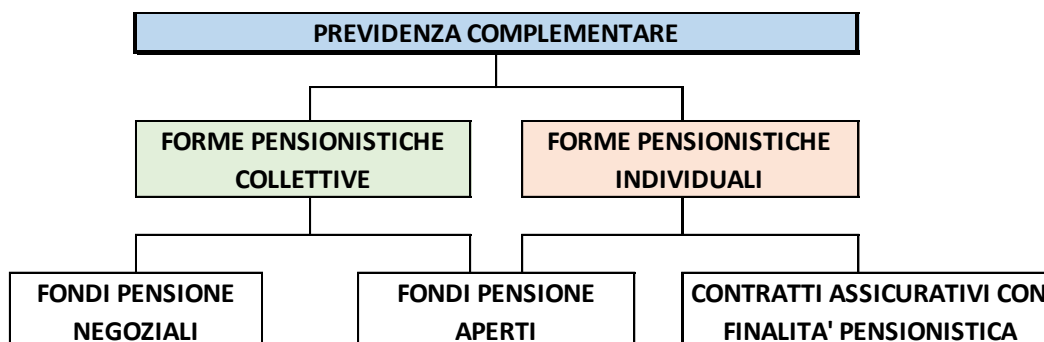 PREVIDENZA COMPLEMENTARE
FORME PENSIONISTICHE
COLLETTIVE
FORME PENSIONISTICHE
INDIVIDUALI
FONDI PENSIONE
NEGOZIALI
FONDI PENSIONE
APERTI
CONTRATTI ASSICURATIVI CON
FINALITA' PENSIONISTICA